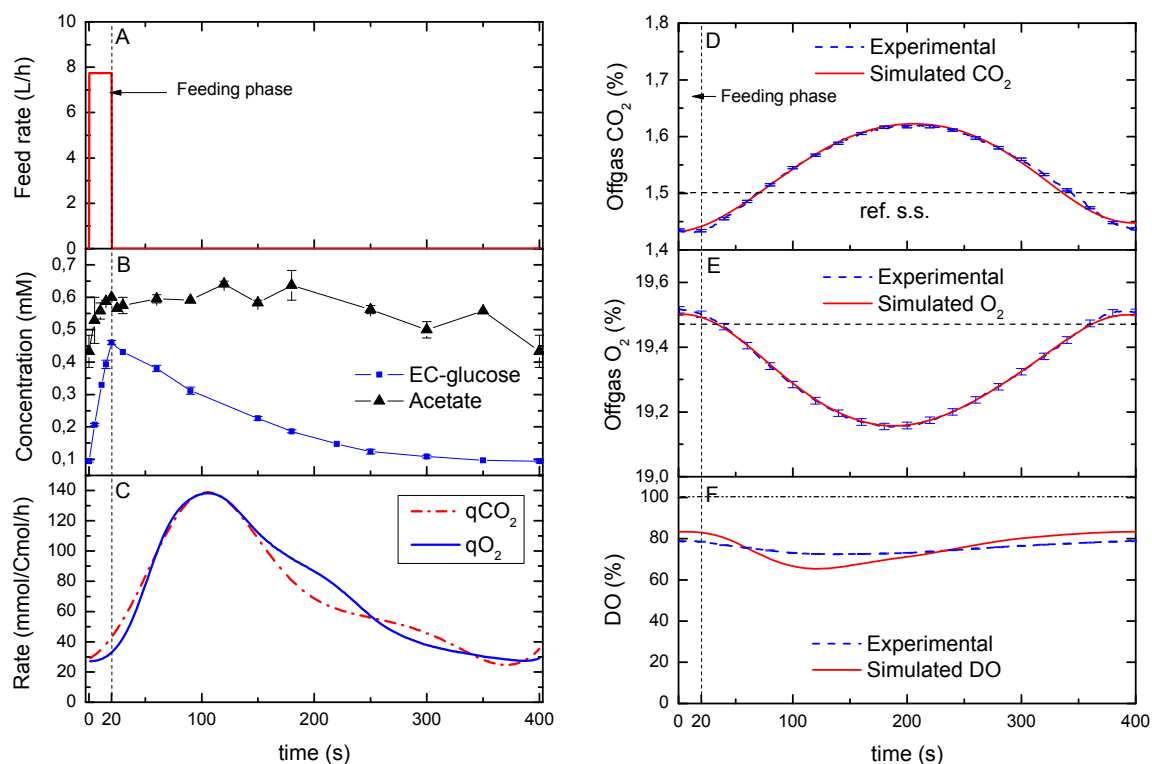 A
10
8
6
4
2
0
Feed rate (L/h)
Feeding phase
B
0,7
0,6
0,5
0,4
0,3
0,2
0,1
Concentration (mM)
EC-glucose
Acetate
C
140
120
100
80
60
40
20
0
Rate (mmol/Cmol/h)
qCO₂
qO₂
0 20 100 200 300 400
time (s)
D
1,8
1,7
1,6
1,5
1,4
Offgas CO₂ (%)
Experimental
Simulated CO₂ (%)
Feeding phase
ref. s.s.
E
19,6
19,4
19,2
19,0
Offgas O₂ (%)
Experimental
Simulated O₂
F
100
80
60
40
20
0
DO (%)
Experimental
Simulated DO
0 20 100 200 300 400
time (s)